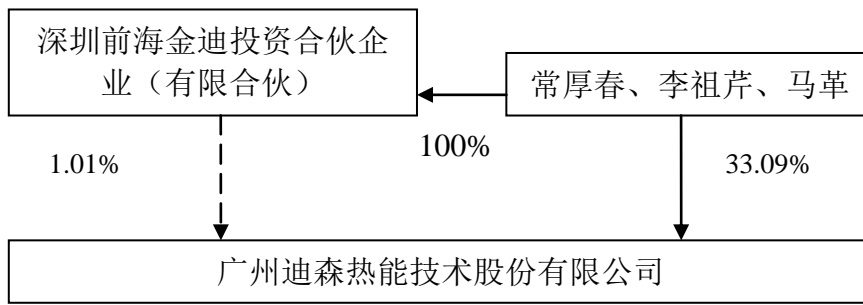 深圳前海金迪投资合伙企
业（有限合伙）
常厚春、李祖芹、马革
100%
1.01%
33.09%
广州迪森热能技术股份有限公司